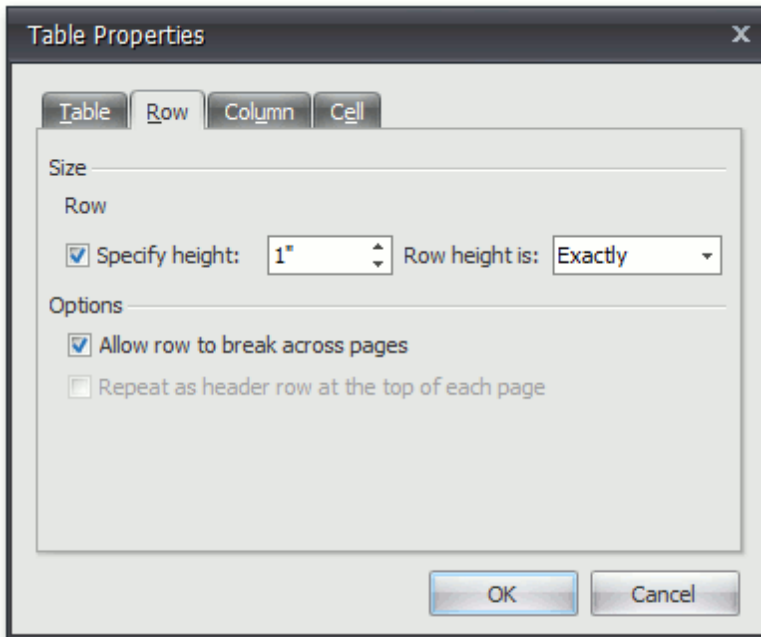 Table Properties x
Table Row Column Cell
Size
Row
Specify height: 1" Row height is: Exactly
Options
Allow row to break across pages
Repeat as header row at the top of each page
OK Cancel